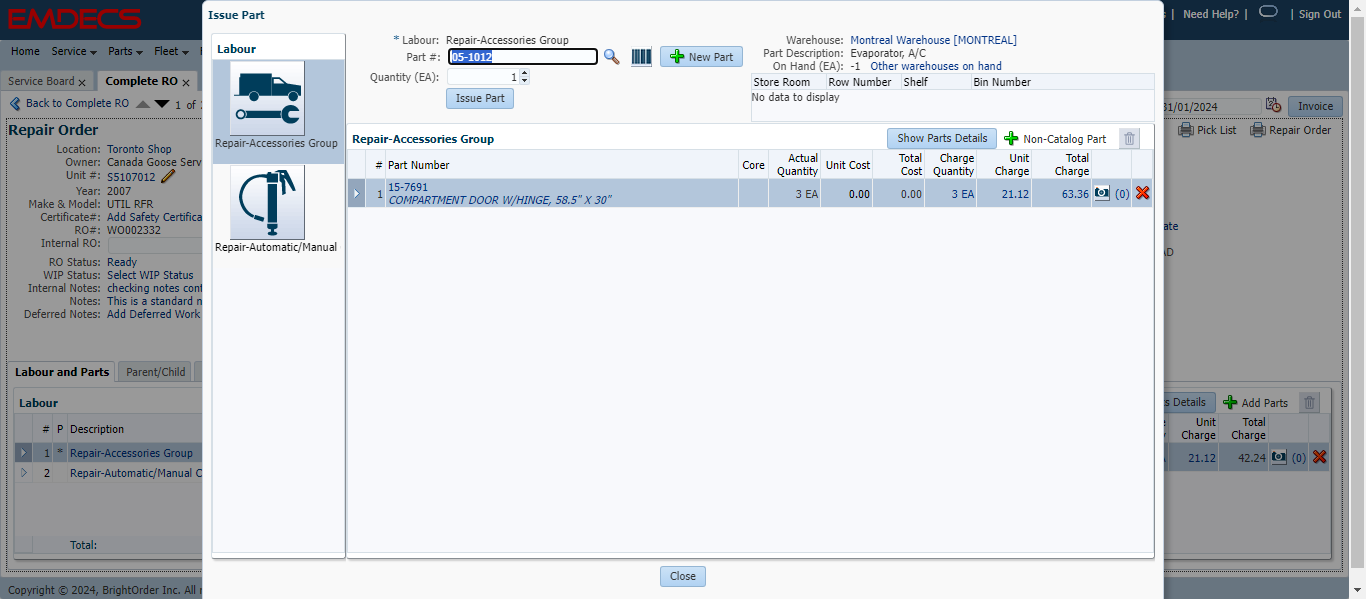 EMDECS
Need Help? | | Sign Out
Home Service Parts Fleet
Service Board x Complete RO x
Back to Complete RO 1 of
31/01/2024 Invoice
Pick List Repair Order
Repair Order
Location: Toronto Shop
Owner: Canada Goose Serv
Unit #: S5107012
Year: 2007
Make & Model: UTIL RFR
Certificate#: Add Safety Certifica
RO#: WO002332
Internal RO:
RO Status: Ready
WIP Status: Select WIP Status
Internal Notes: checking notes cont
Notes: This is a standard n
Deferred Notes: Add Deferred Work
Labour and Parts Parent/Child
Labour
# P Description
1 * Repair-Accessories Group
2 Repair-Automatic/Manual C
Total:
Copyright © 2024, BrightOrder Inc. All r
Issue Part
Labour
Repair-Accessories Group
Repair-Automatic/Manual
* Labour: Repair-Accessories Group
Part #: 05-1012 New Part
Quantity (EA): 1
Issue Part
Warehouse: Montreal Warehouse [MONTREAL]
Part Description: Evaporator, A/C
On Hand (EA): -1 Other warehouses on hand
Store Room Row Number Shelf Bin Number
No data to display
Repair-Accessories Group Show Parts Details Non-Catalog Part
# Part Number Core Actual Quantity Unit Cost Total Cost Charge Quantity Unit Charge Total Charge
1 15-7691 3 EA 0.00 0.00 3 EA 21.12 63.36 (0)
COMPARTMENT DOOR W/HINGE, 58.5" X 30"
Close
ate
AD
s Details Add Parts
Unit Charge Total Charge
21.12 42.24 (0)